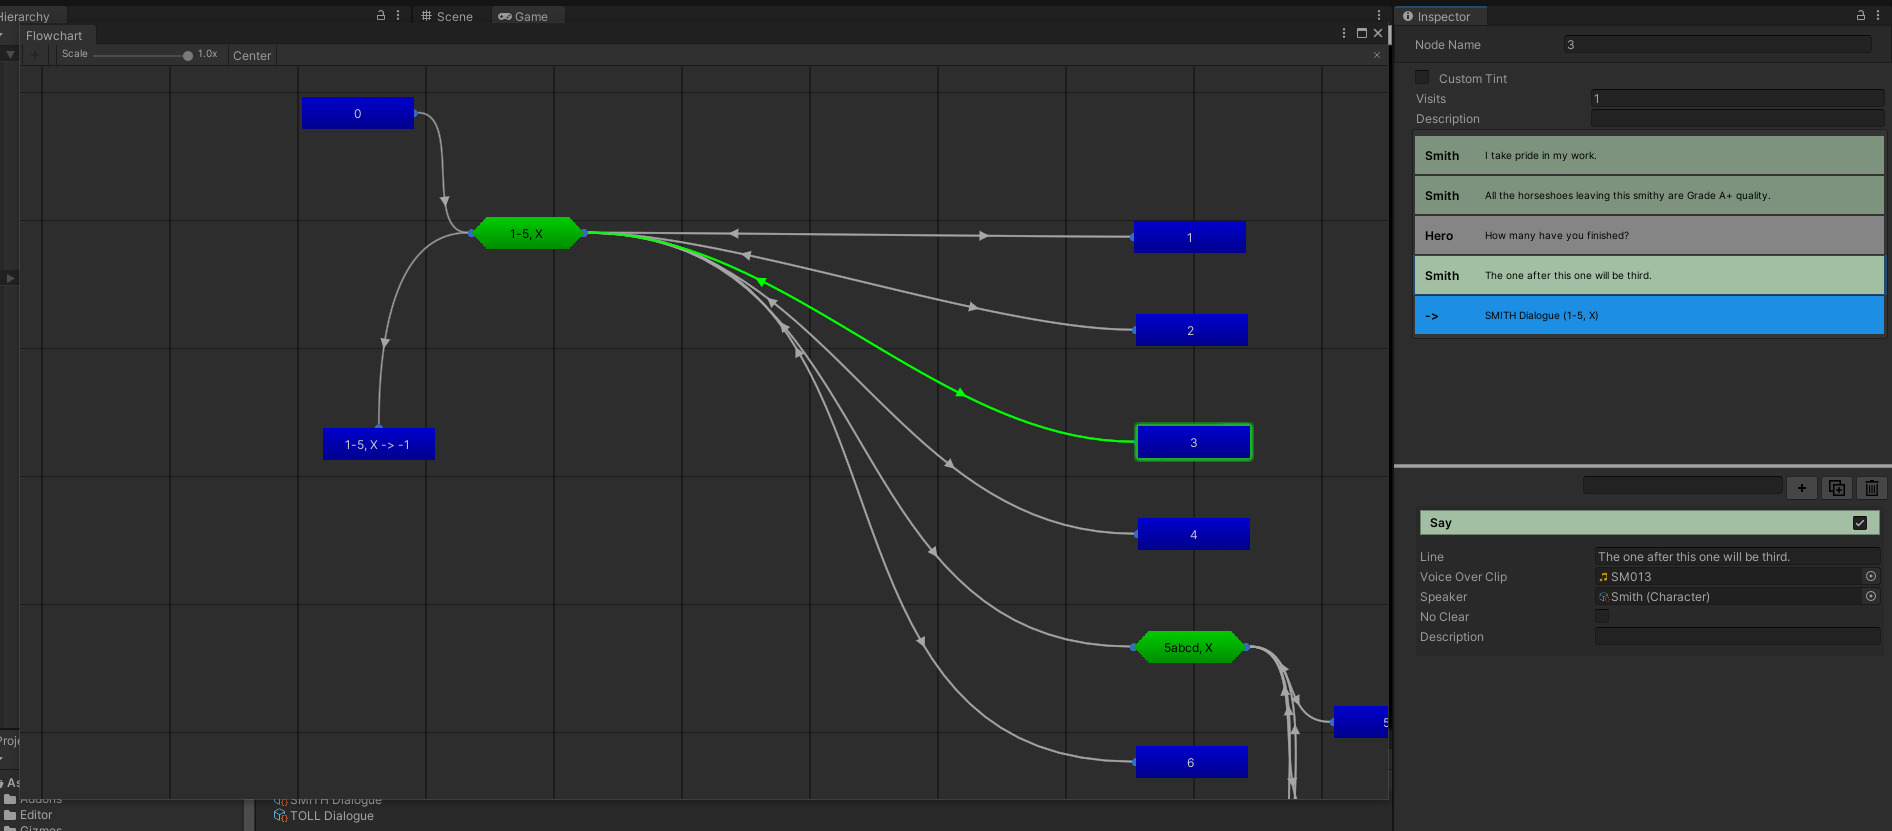 Hierarchy
Scene
Game
Inspector
Flowchart
Scale 1.0x Center
Node Name 3
Custom Tint
Visits 1
Description
Smith I take pride in my work.
Smith All the horseshoes leaving this smithy are Grade A+ quality.
Hero How many have you finished?
Smith The one after this one will be third.
-> SMITH Dialogue (1-5, X)
0
1-5, X
1
2
1-5, X -> -1
3
4
5abcd, X
5
6
+
Say
Line The one after this one will be third.
Voice Over Clip SM013
Speaker Smith (Character)
No Clear
Description
Proje
As
Addons
Editor
Gizmos
SMITH Dialogue
TOLL Dialogue